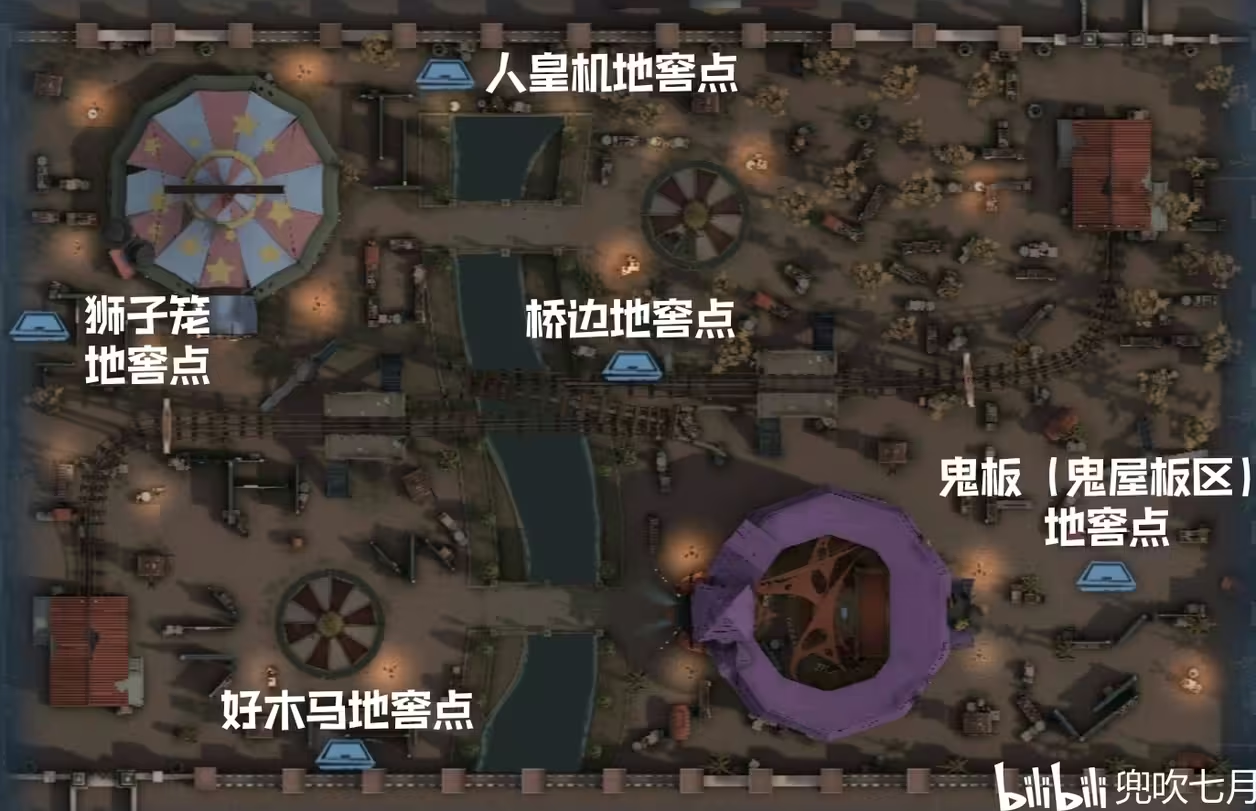 人皇机地窖点
狮子笼
地窖点
桥边地窖点
鬼板（鬼屋板区）
地窖点
好木马地窖点
bilibili 兜吹七月